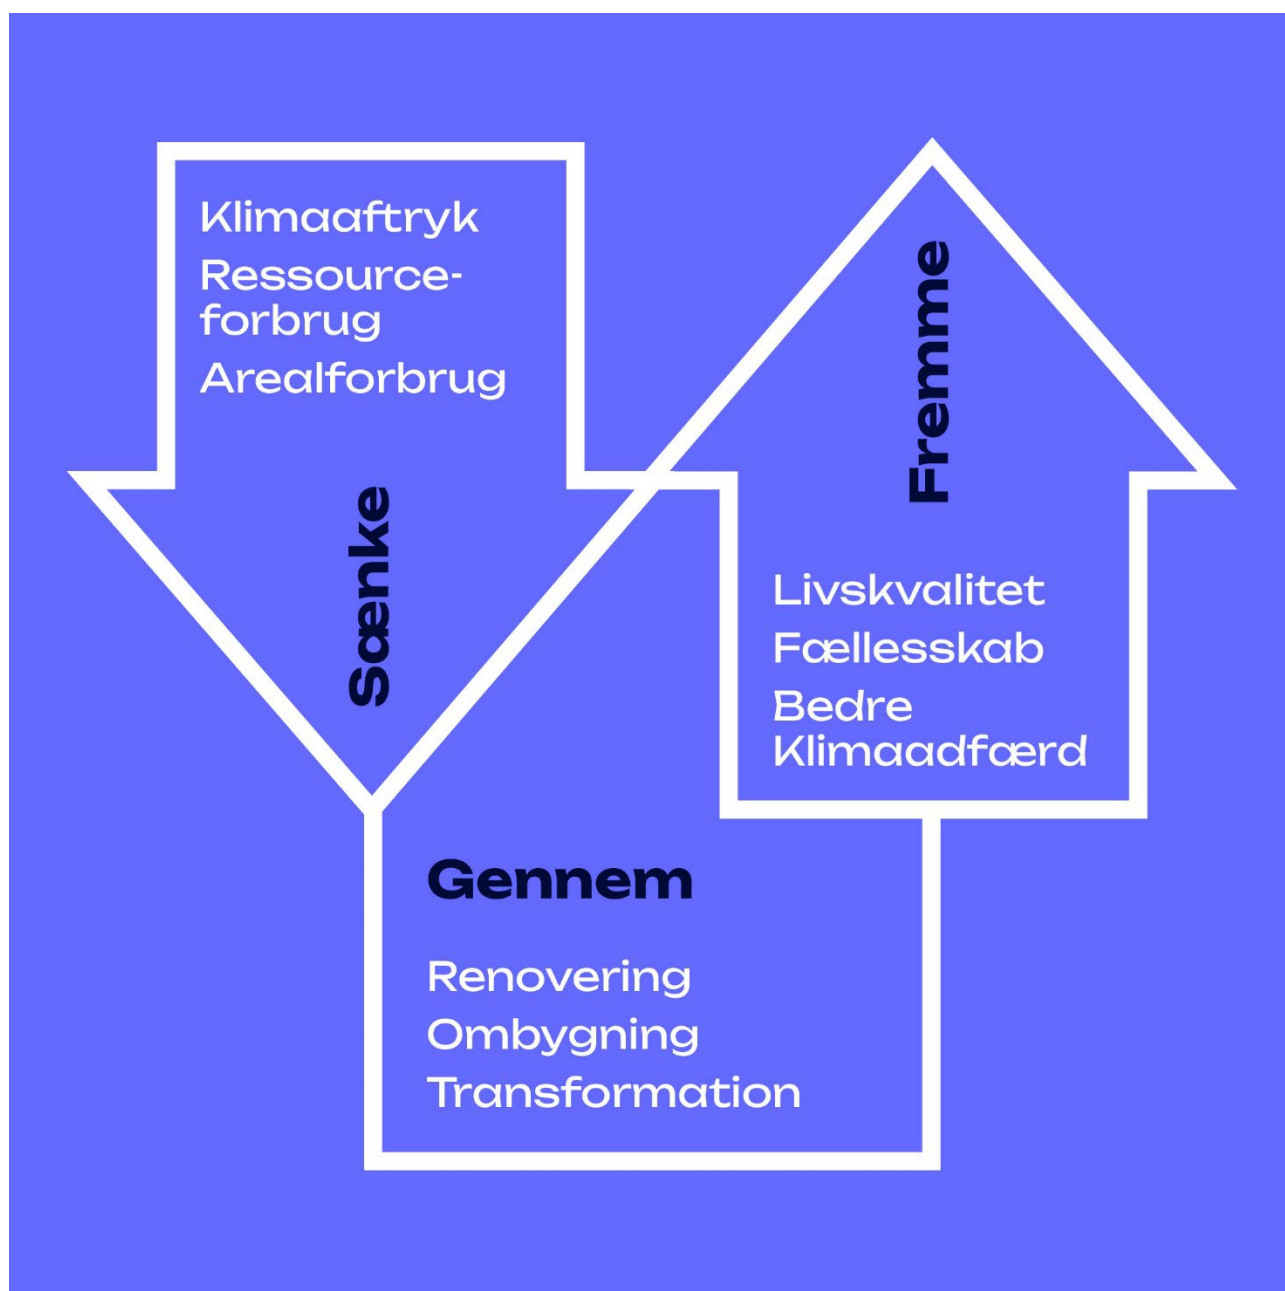 Klimaaftryk
Ressource-
forbrug
Arealforbrug
Sænke
Fremme
Livskvalitet
Fællesskab
Bedre
Klimaadfærd
Gennem
Renovering
Ombygning
Transformation